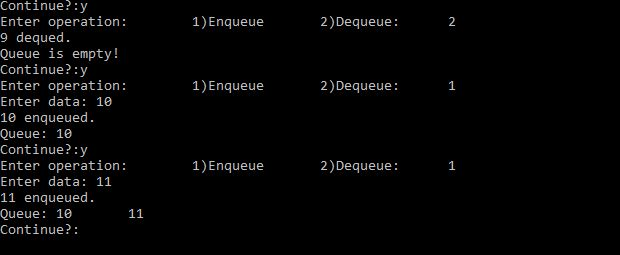 Continue?:y
Enter operation:        1)Enqueue       2)Dequeue:      2
9 dequed.
Queue is empty!
Continue?:y
Enter operation:        1)Enqueue       2)Dequeue:      1
Enter data: 10
10 enqueued.
Queue: 10
Continue?:y
Enter operation:        1)Enqueue       2)Dequeue:      1
Enter data: 11
11 enqueued.
Queue: 10       11
Continue?: